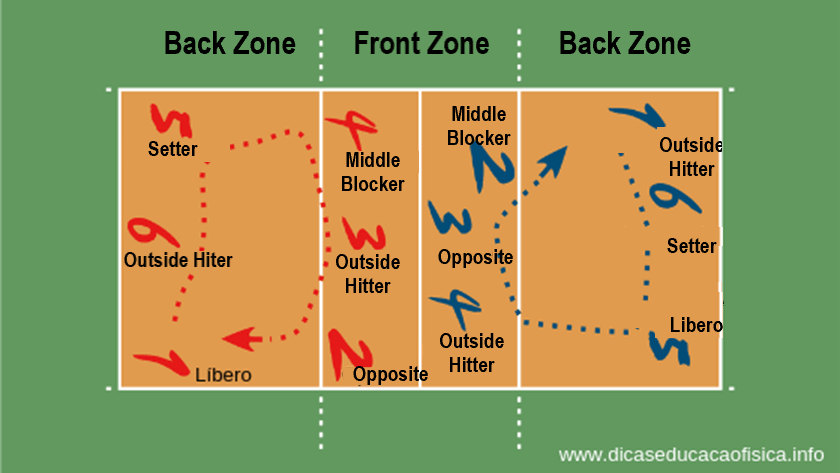 Back Zone
Front Zone
Back Zone
5
Setter
6
Outside Hiter
1
Líbero
4
Middle
Blocker
3
Outside
Hitter
2
Opposite
Middle
Blocker
2
3
Opposite
4
Outside
Hitter
1
Outside
Hitter
6
Setter
Libero
5
www.dicaseducacaofisica.info